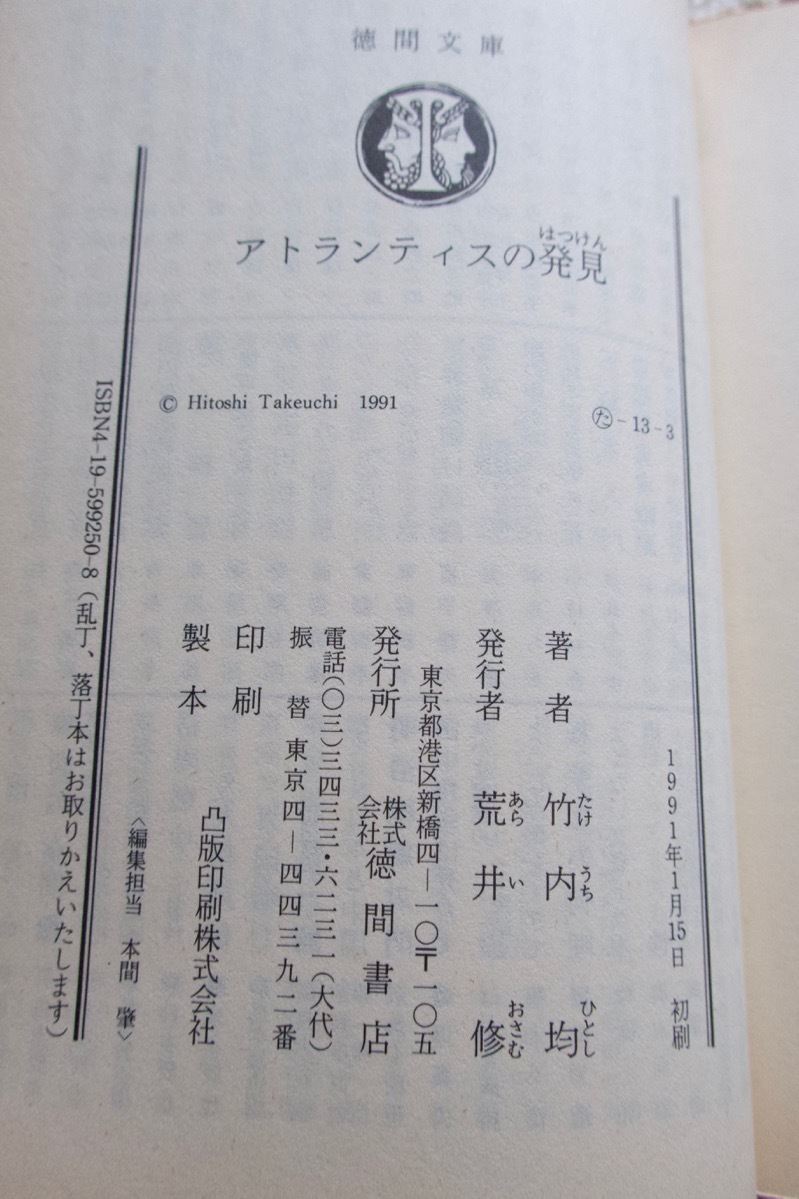 徳間文庫
アトランティスの発見
はっけん
© Hitoshi Takeuchi 1991
た-13-3
1991年1月15日 初刷
著者 竹内 均
たけ うち ひとし
発行者 荒井 修
あら い おさむ
東京都港区新橋四—一〇〒一〇五
発行所 株式会社徳間書店
電話(〇三)三四三三・六二三一(大代)
振替 東京四—四四三九二番
印刷
製本 凸版印刷株式会社
〈編集担当 本間 肇〉
ISBN4-19-599250-8 (乱丁、落丁本はお取りかえいたします)